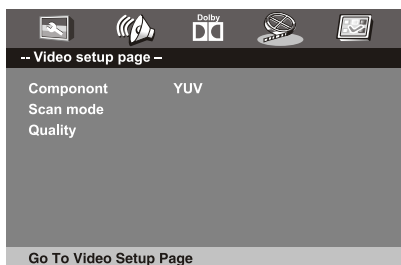 Dolby
-- Video setup page –
Componont YUV
Scan mode
Quality
Go To Video Setup Page